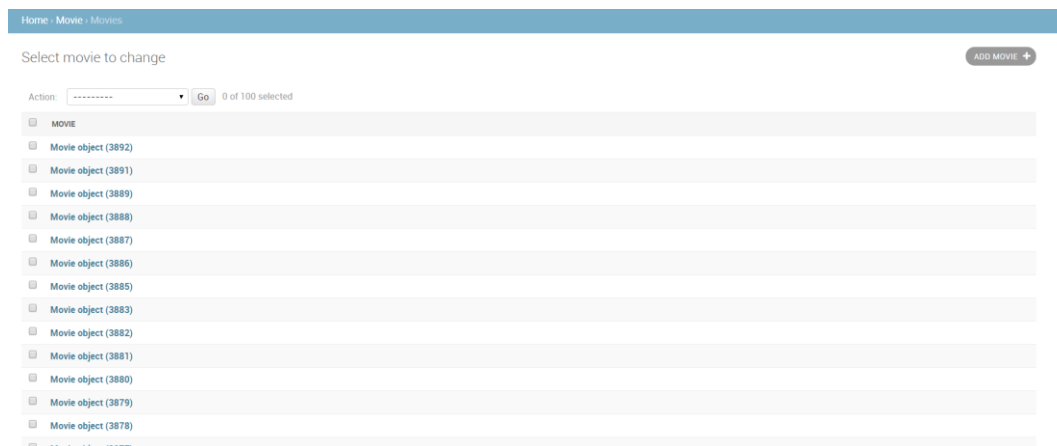 Home › Movie › Movies
Select movie to change
ADD MOVIE +
Action: --------- Go 0 of 100 selected
MOVIE
Movie object (3892)
Movie object (3891)
Movie object (3889)
Movie object (3888)
Movie object (3887)
Movie object (3886)
Movie object (3885)
Movie object (3883)
Movie object (3882)
Movie object (3881)
Movie object (3880)
Movie object (3879)
Movie object (3878)